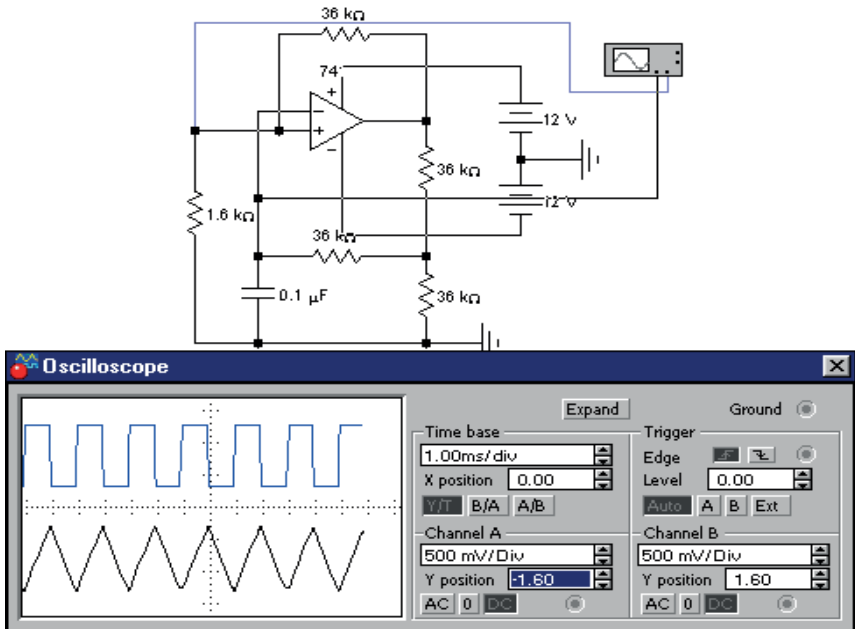 36 kΩ
74
12 V
36 kΩ
12 V
1.6 kΩ
36 kΩ
0.1 μF
36 kΩ
Oscilloscope
Expand
Ground
Time base
1.00ms/div
X position 0.00
Y/T B/A A/B
Trigger
Edge
Level 0.00
Auto A B Ext
Channel A
500 mV/Div
Y position -1.60
AC 0 DC
Channel B
500 mV/Div
Y position 1.60
AC 0 DC